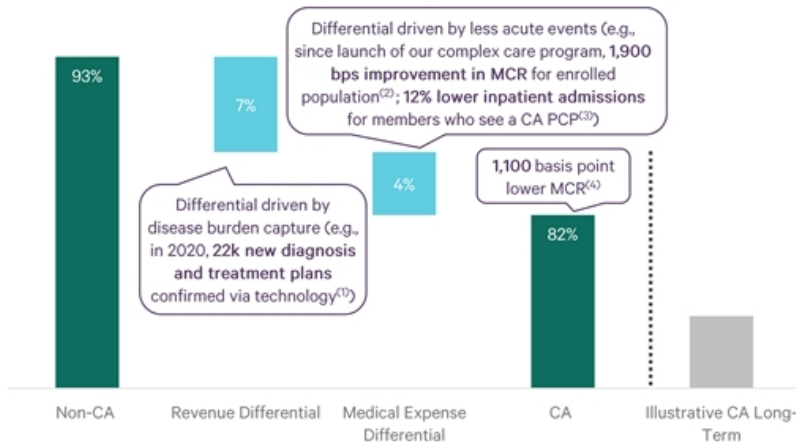 Differential driven by less acute events (e.g.,
since launch of our complex care program, 1,900
bps improvement in MCR for enrolled
population(2); 12% lower inpatient admissions
for members who see a CA PCP(3))
93%
7%
4%
1,100 basis point
lower MCR(4)
Differential driven by
disease burden capture (e.g.,
in 2020, 22k new diagnosis
and treatment plans
confirmed via technology(1))
82%
Non-CA
Revenue Differential
Medical Expense
Differential
CA
Illustrative CA Long-
Term